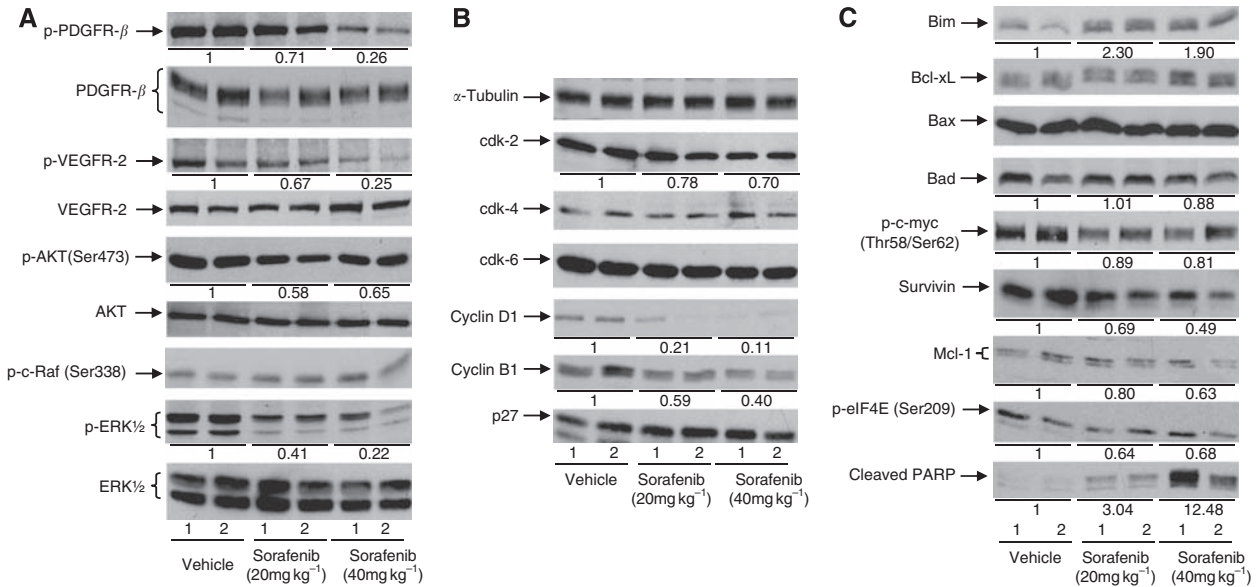 A
p-PDGFR-β
1 0.71 0.26
PDGFR-β
p-VEGFR-2
1 0.67 0.25
VEGFR-2
p-AKT(Ser473)
1 0.58 0.65
AKT
p-c-Raf (Ser338)
p-ERK½
1 0.41 0.22
ERK½
1 2 1 2 1 2
Vehicle Sorafenib (20mg kg⁻¹) Sorafenib (40mg kg⁻¹)
B
α-Tubulin
cdk-2
1 0.78 0.70
cdk-4
cdk-6
Cyclin D1
1 0.21 0.11
Cyclin B1
1 0.59 0.40
p27
1 2 1 2 1 2
Vehicle Sorafenib (20mg kg⁻¹) Sorafenib (40mg kg⁻¹)
C
Bim
1 2.30 1.90
Bcl-xL
Bax
Bad
1 1.01 0.88
p-c-myc
(Thr58/Ser62)
1 0.89 0.81
Survivin
1 0.69 0.49
Mcl-1
1 0.80 0.63
p-eIF4E (Ser209)
1 0.64 0.68
Cleaved PARP
1 3.04 12.48
1 2 1 2 1 2
Vehicle Sorafenib (20mg kg⁻¹) Sorafenib (40mg kg⁻¹)